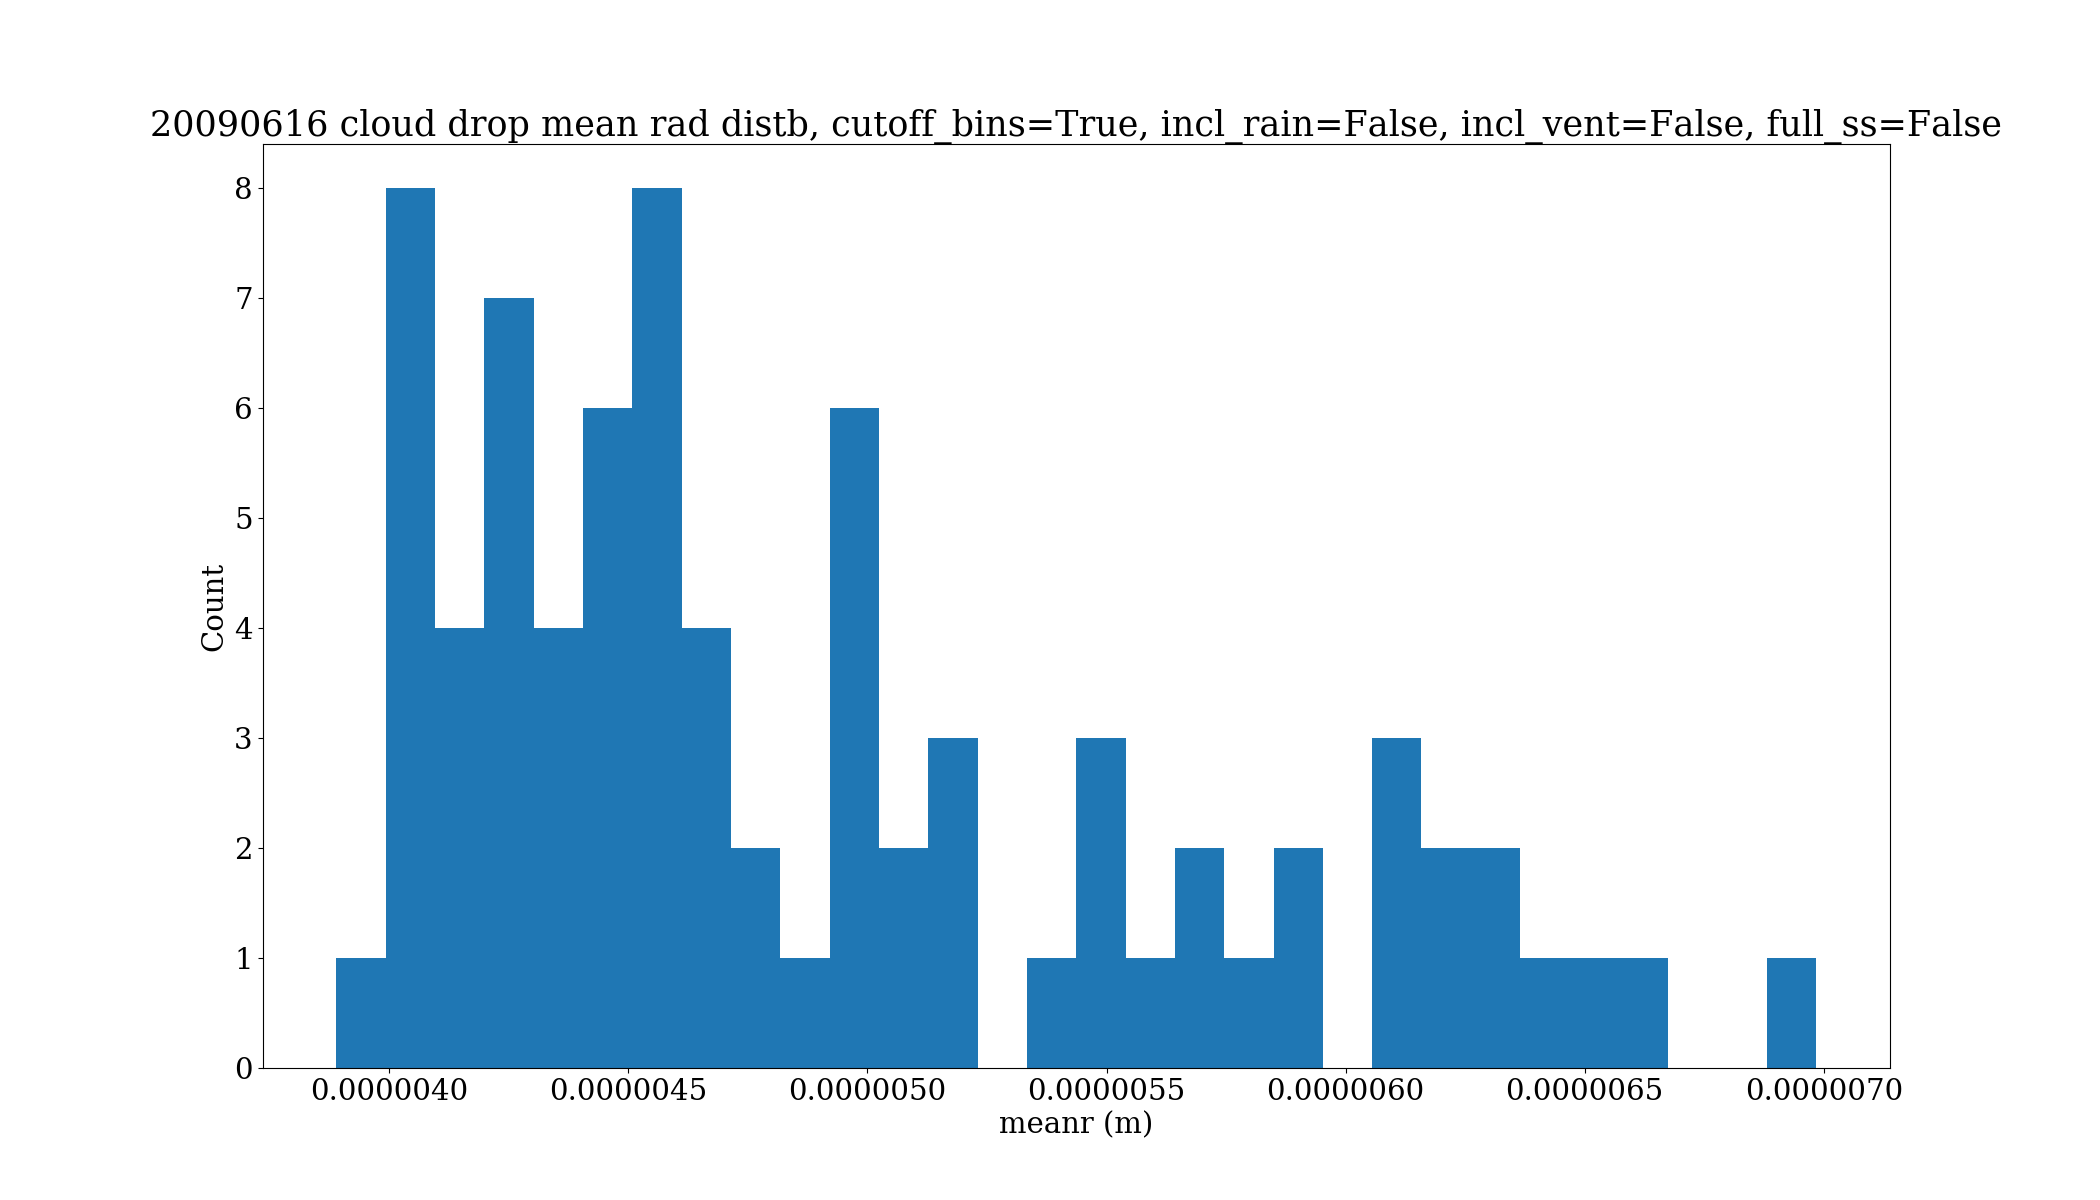 20090616 cloud drop mean rad distb, cutoff_bins=True, incl_rain=False, incl_vent=False, full_ss=False
8
7
6
5
4
3
2
1
0
Count
0.0000040 0.0000045 0.0000050 0.0000055 0.0000060 0.0000065 0.0000070
meanr (m)